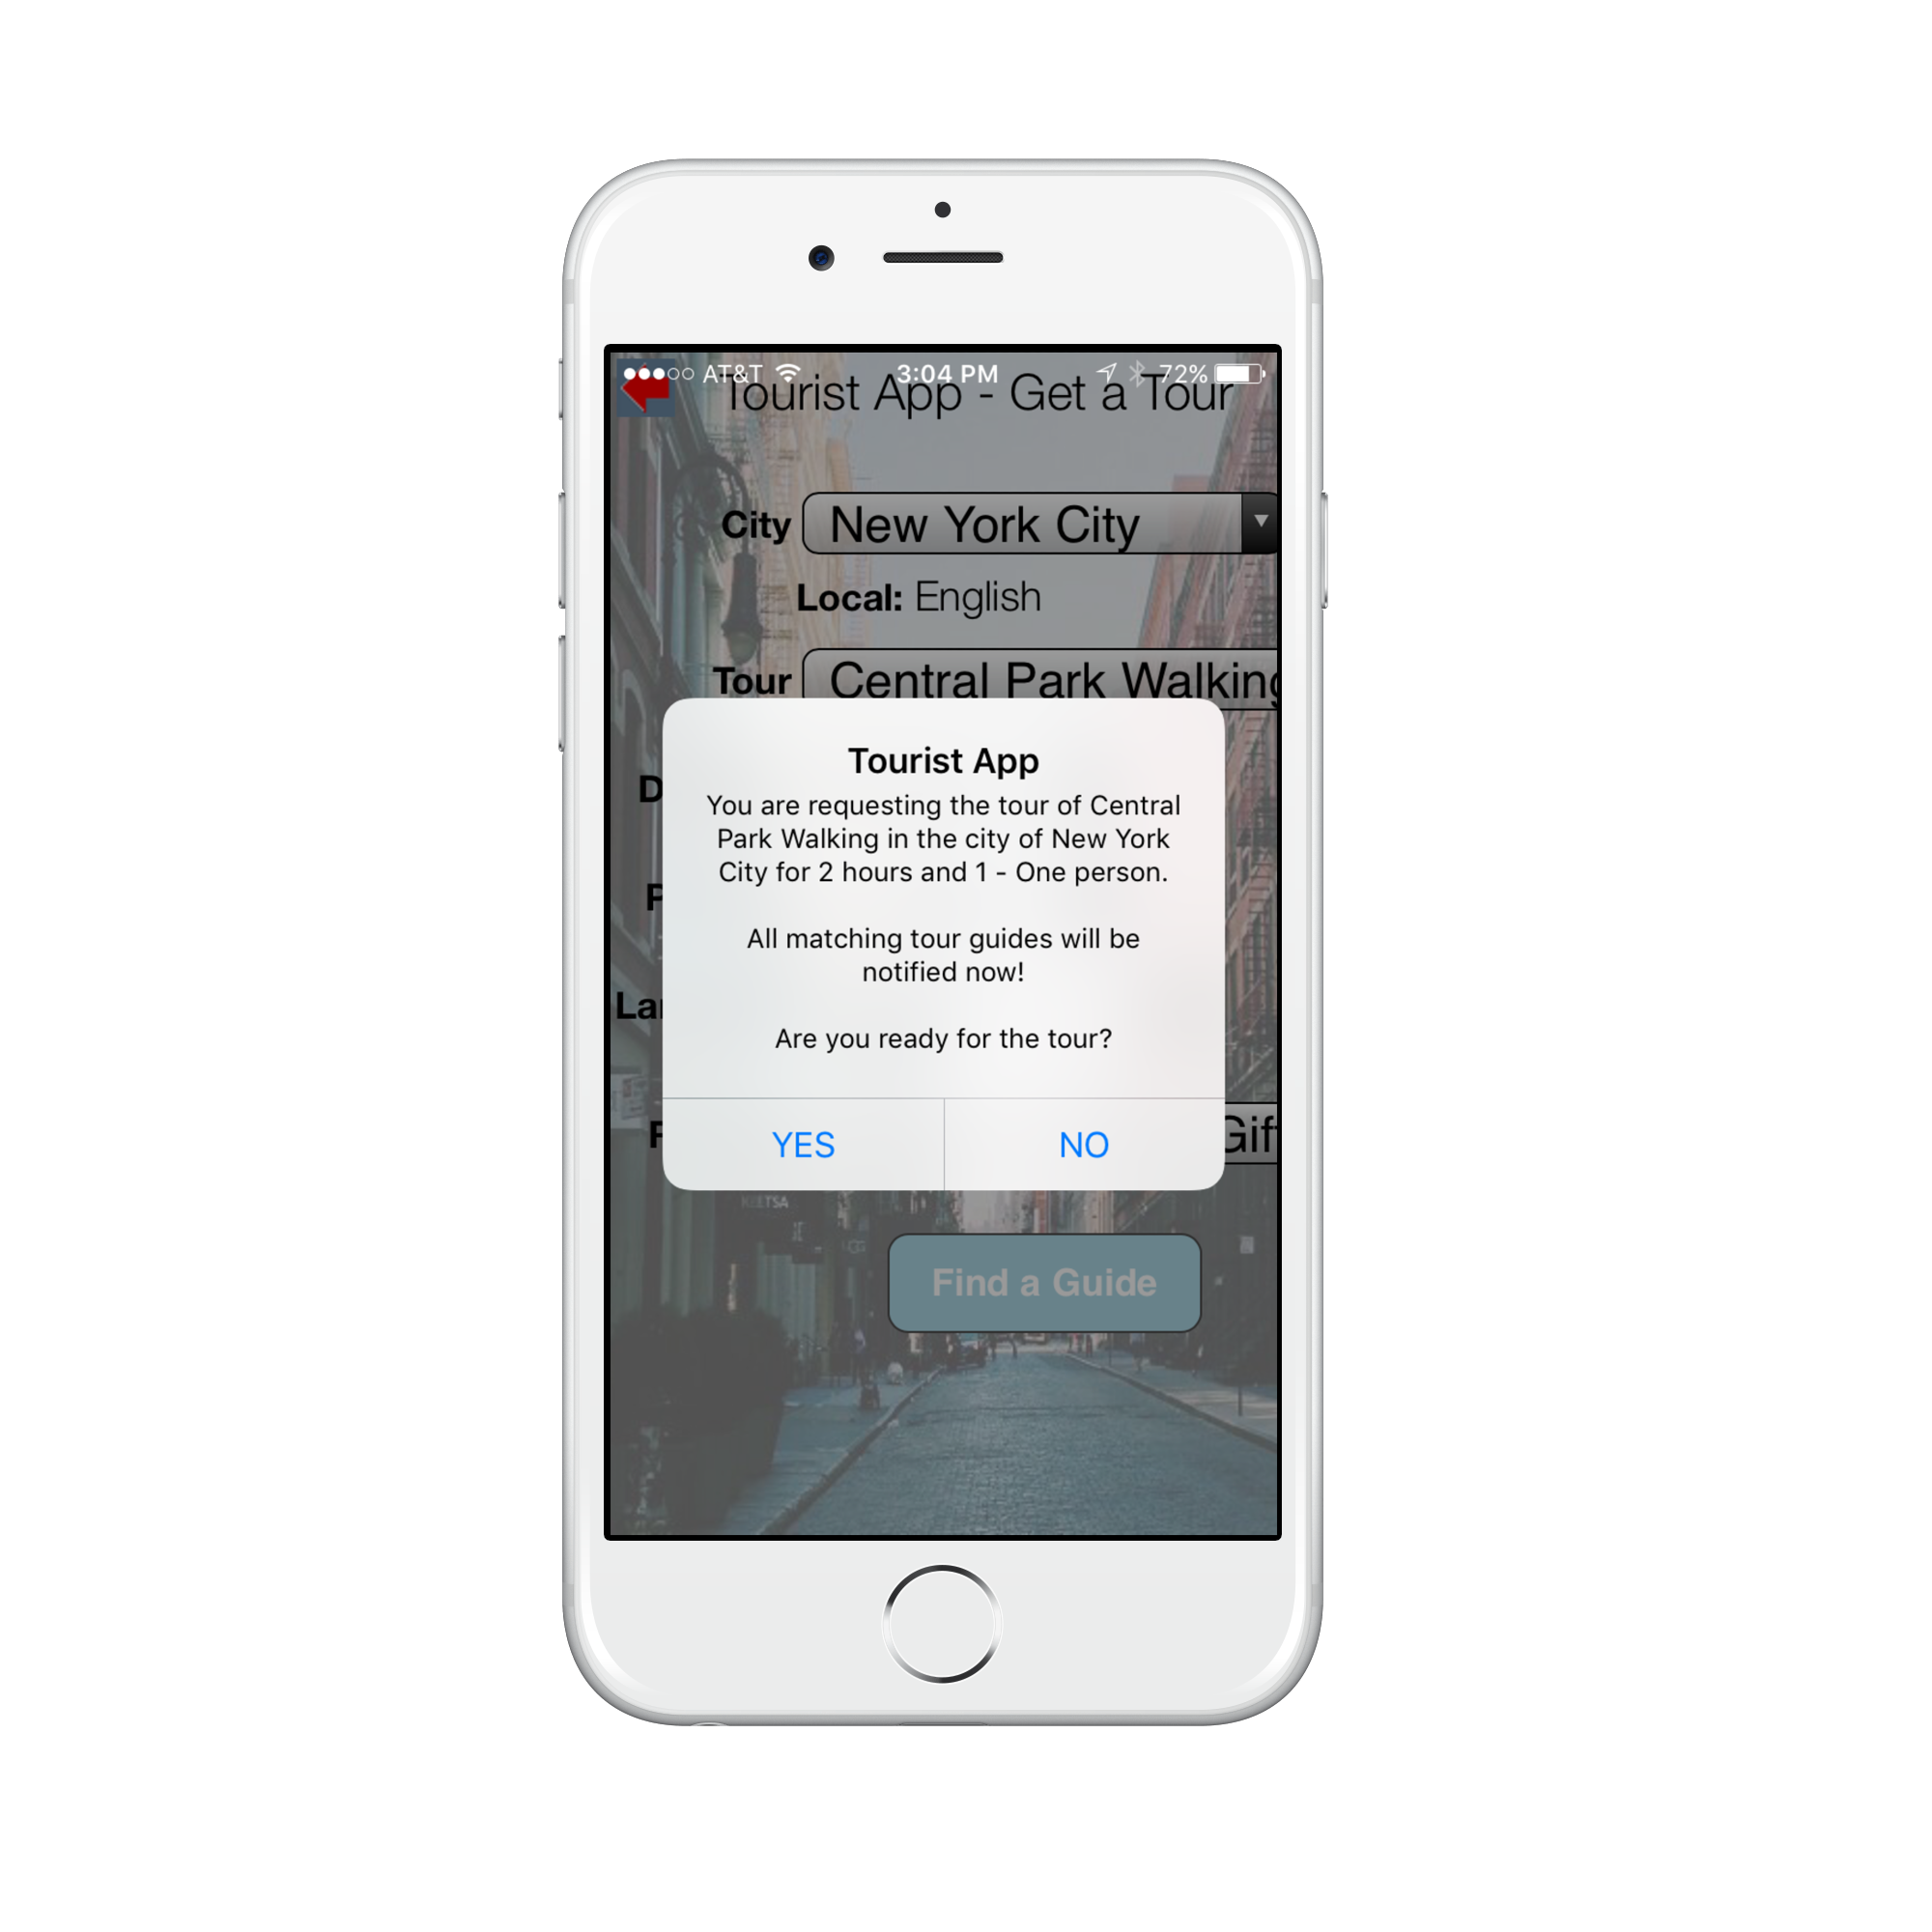 AT&T 3:04 PM 72%
Tourist App - Get a Tour
City New York City
Local: English
Tour Central Park Walking
Tourist App
You are requesting the tour of Central
Park Walking in the city of New York
City for 2 hours and 1 - One person.
All matching tour guides will be
notified now!
Are you ready for the tour?
YES NO
KEETSA
Find a Guide